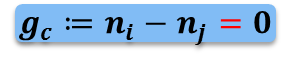 g_c ≔ n_i − n_j = 0